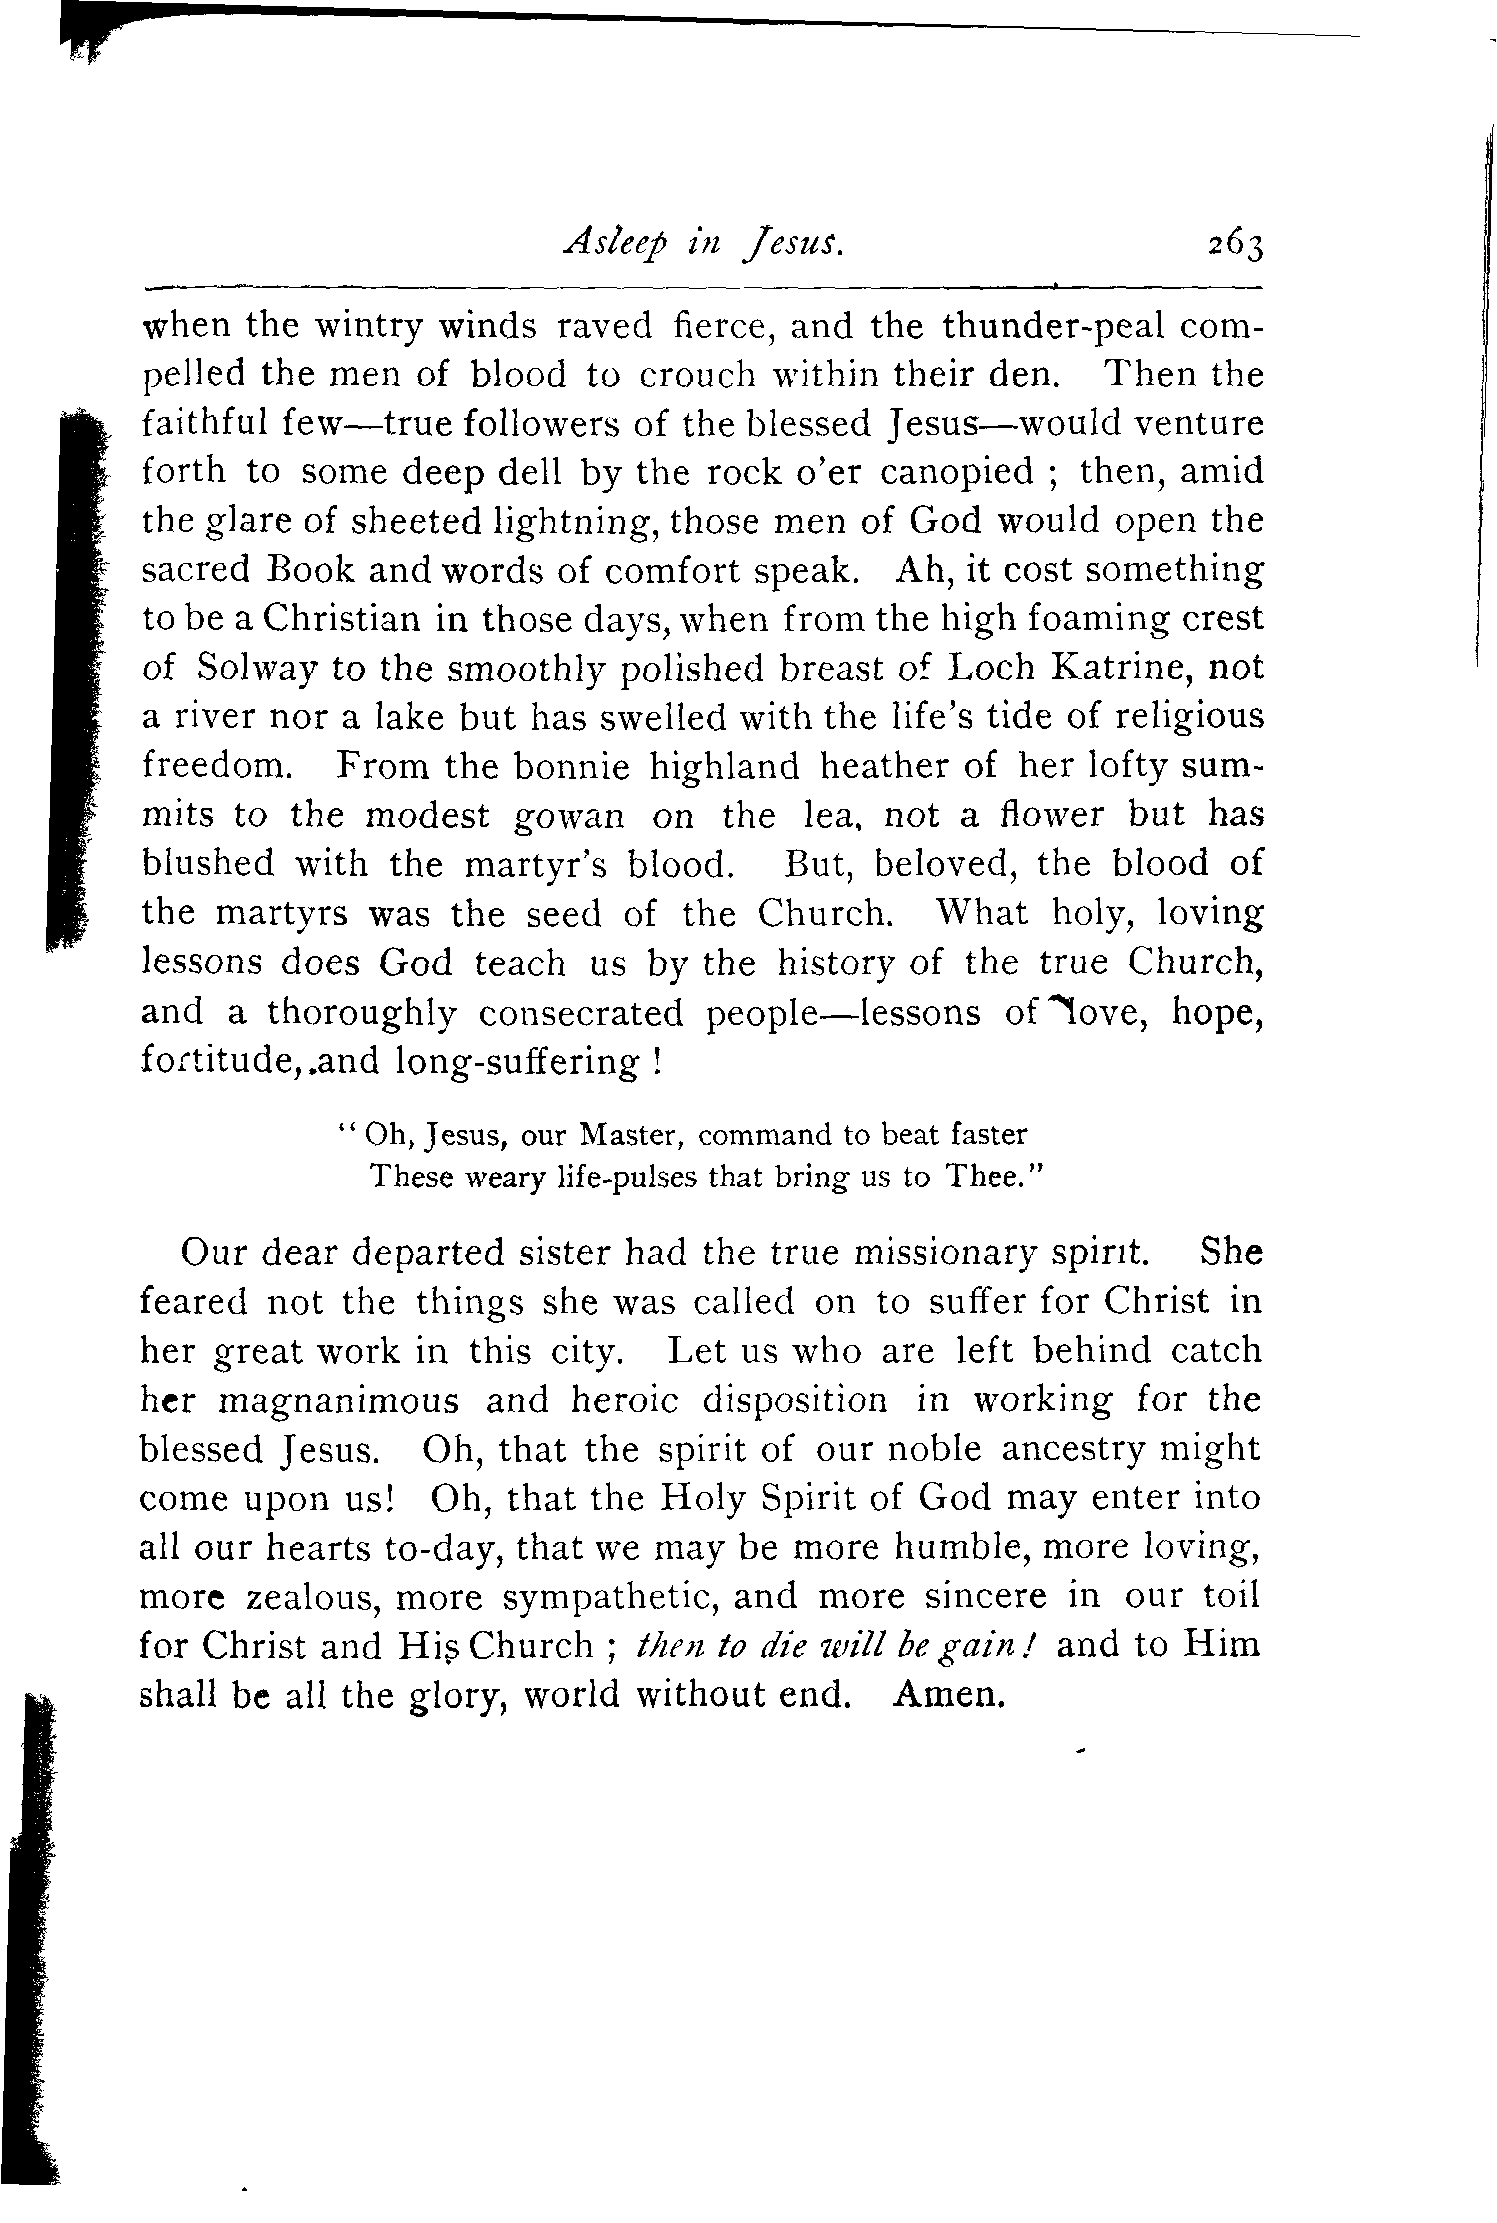 Asleep in Jesus. 263
when the wintry winds raved fierce, and the thunder-peal com-
pelled the men of blood to crouch within their den. Then the
faithful few—true followers of the blessed Jesus—would venture
forth to some deep dell by the rock o'er canopied ; then, amid
the glare of sheeted lightning, those men of God would open the
sacred Book and words of comfort speak. Ah, it cost something
to be a Christian in those days, when from the high foaming crest
of Solway to the smoothly polished breast of Loch Katrine, not
a river nor a lake but has swelled with the life's tide of religious
freedom. From the bonnie highland heather of her lofty sum-
mits to the modest gowan on the lea, not a flower but has
blushed with the martyr's blood. But, beloved, the blood of
the martyrs was the seed of the Church. What holy, loving
lessons does God teach us by the history of the true Church,
and a thoroughly consecrated people—lessons of love, hope,
fortitude, and long-suffering !
“ Oh, Jesus, our Master, command to beat faster
These weary life-pulses that bring us to Thee.”
Our dear departed sister had the true missionary spirit. She
feared not the things she was called on to suffer for Christ in
her great work in this city. Let us who are left behind catch
her magnanimous and heroic disposition in working for the
blessed Jesus. Oh, that the spirit of our noble ancestry might
come upon us! Oh, that the Holy Spirit of God may enter into
all our hearts to-day, that we may be more humble, more loving,
more zealous, more sympathetic, and more sincere in our toil
for Christ and His Church ; then to die will be gain ! and to Him
shall be all the glory, world without end. Amen.